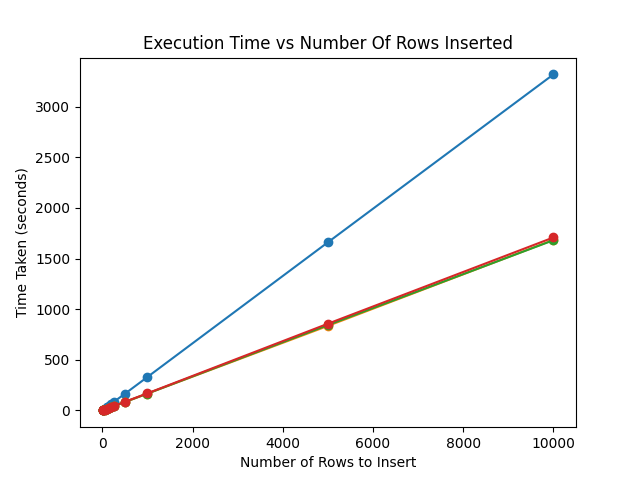 Execution Time vs Number Of Rows Inserted
Time Taken (seconds)
3000
2500
2000
1500
1000
500
0
0 2000 4000 6000 8000 10000
Number of Rows to Insert